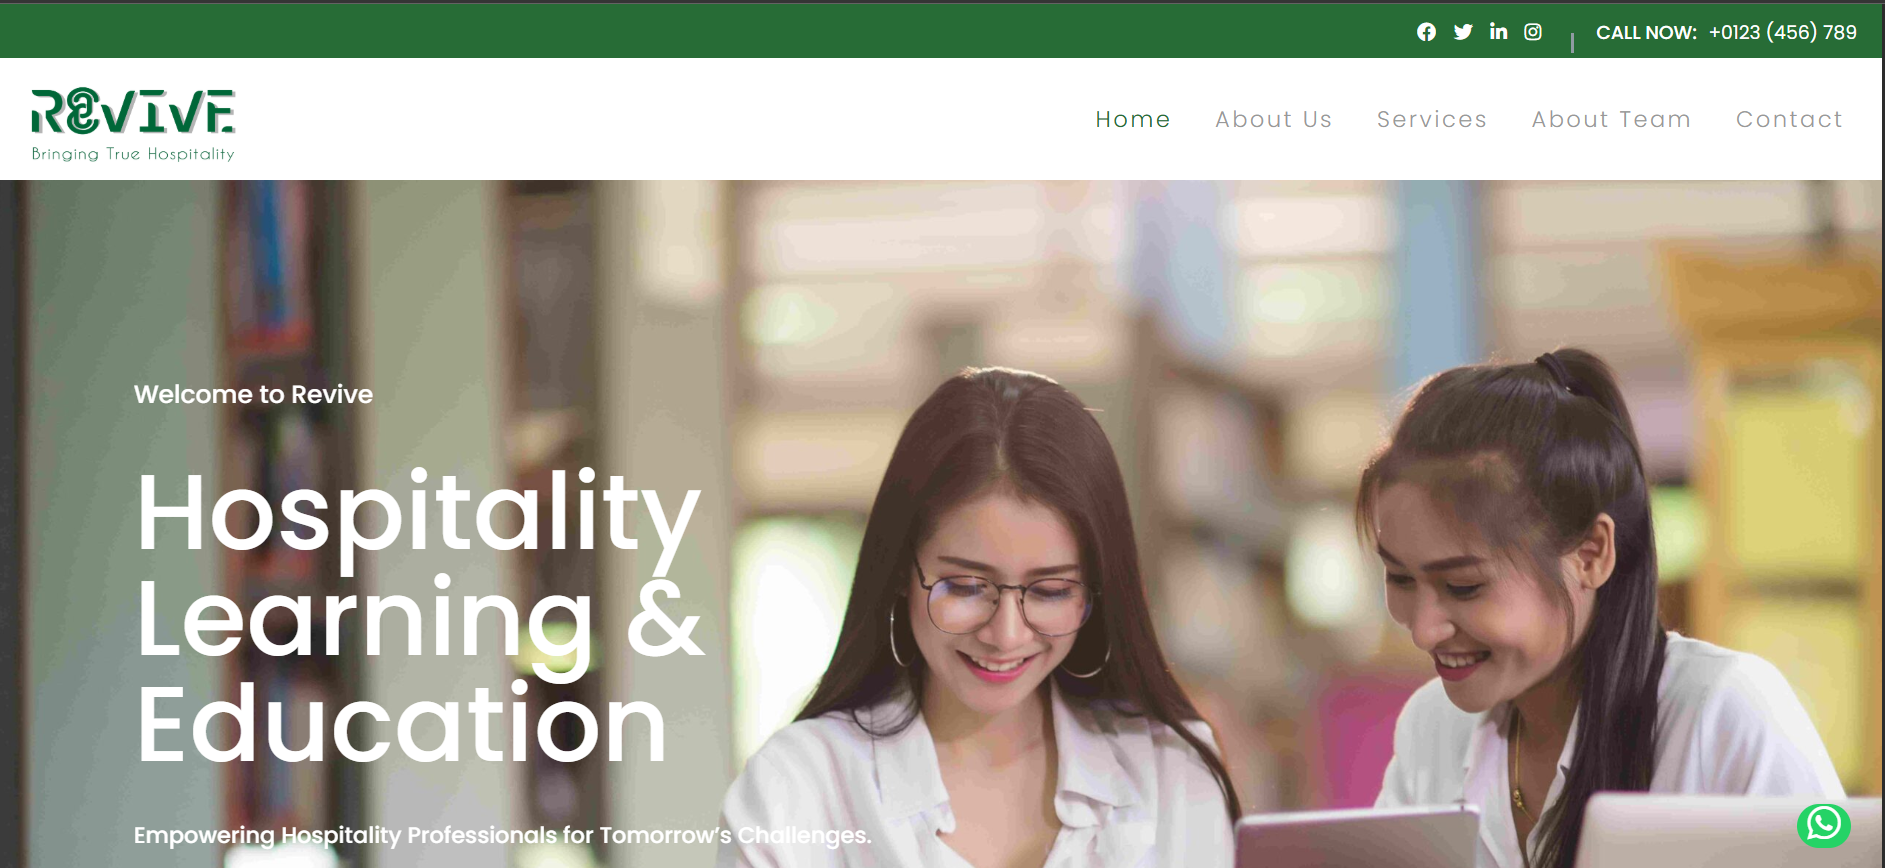 CALL NOW: +0123 (456) 789
REVIVE
Bringing True Hospitality
Home About Us Services About Team Contact
Welcome to Revive
Hospitality
Learning &
Education
Empowering Hospitality Professionals for Tomorrow’s Challenges.